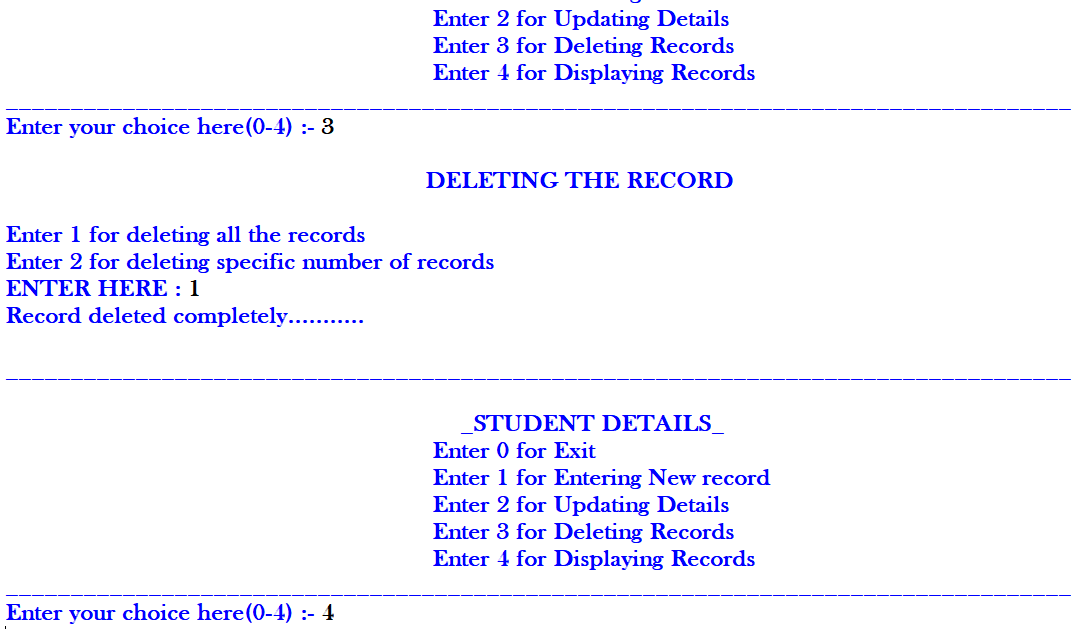 Enter 2 for Updating Details
Enter 3 for Deleting Records
Enter 4 for Displaying Records
Enter your choice here(0-4) :- 3
DELETING THE RECORD
Enter 1 for deleting all the records
Enter 2 for deleting specific number of records
ENTER HERE : 1
Record deleted completely...........
_STUDENT DETAILS_
Enter 0 for Exit
Enter 1 for Entering New record
Enter 2 for Updating Details
Enter 3 for Deleting Records
Enter 4 for Displaying Records
Enter your choice here(0-4) :- 4